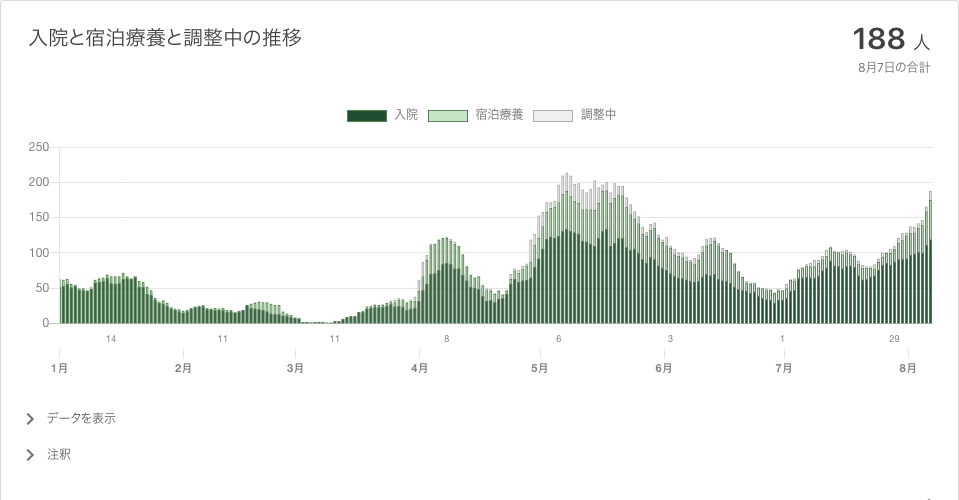 入院と宿泊療養と調整中の推移
188 人
8月7日の合計
入院 宿泊療養 調整中
250
200
150
100
50
0
14 11 11 8 6 3 1 29
1月 2月 3月 4月 5月 6月 7月 8月
データを表示
注釈